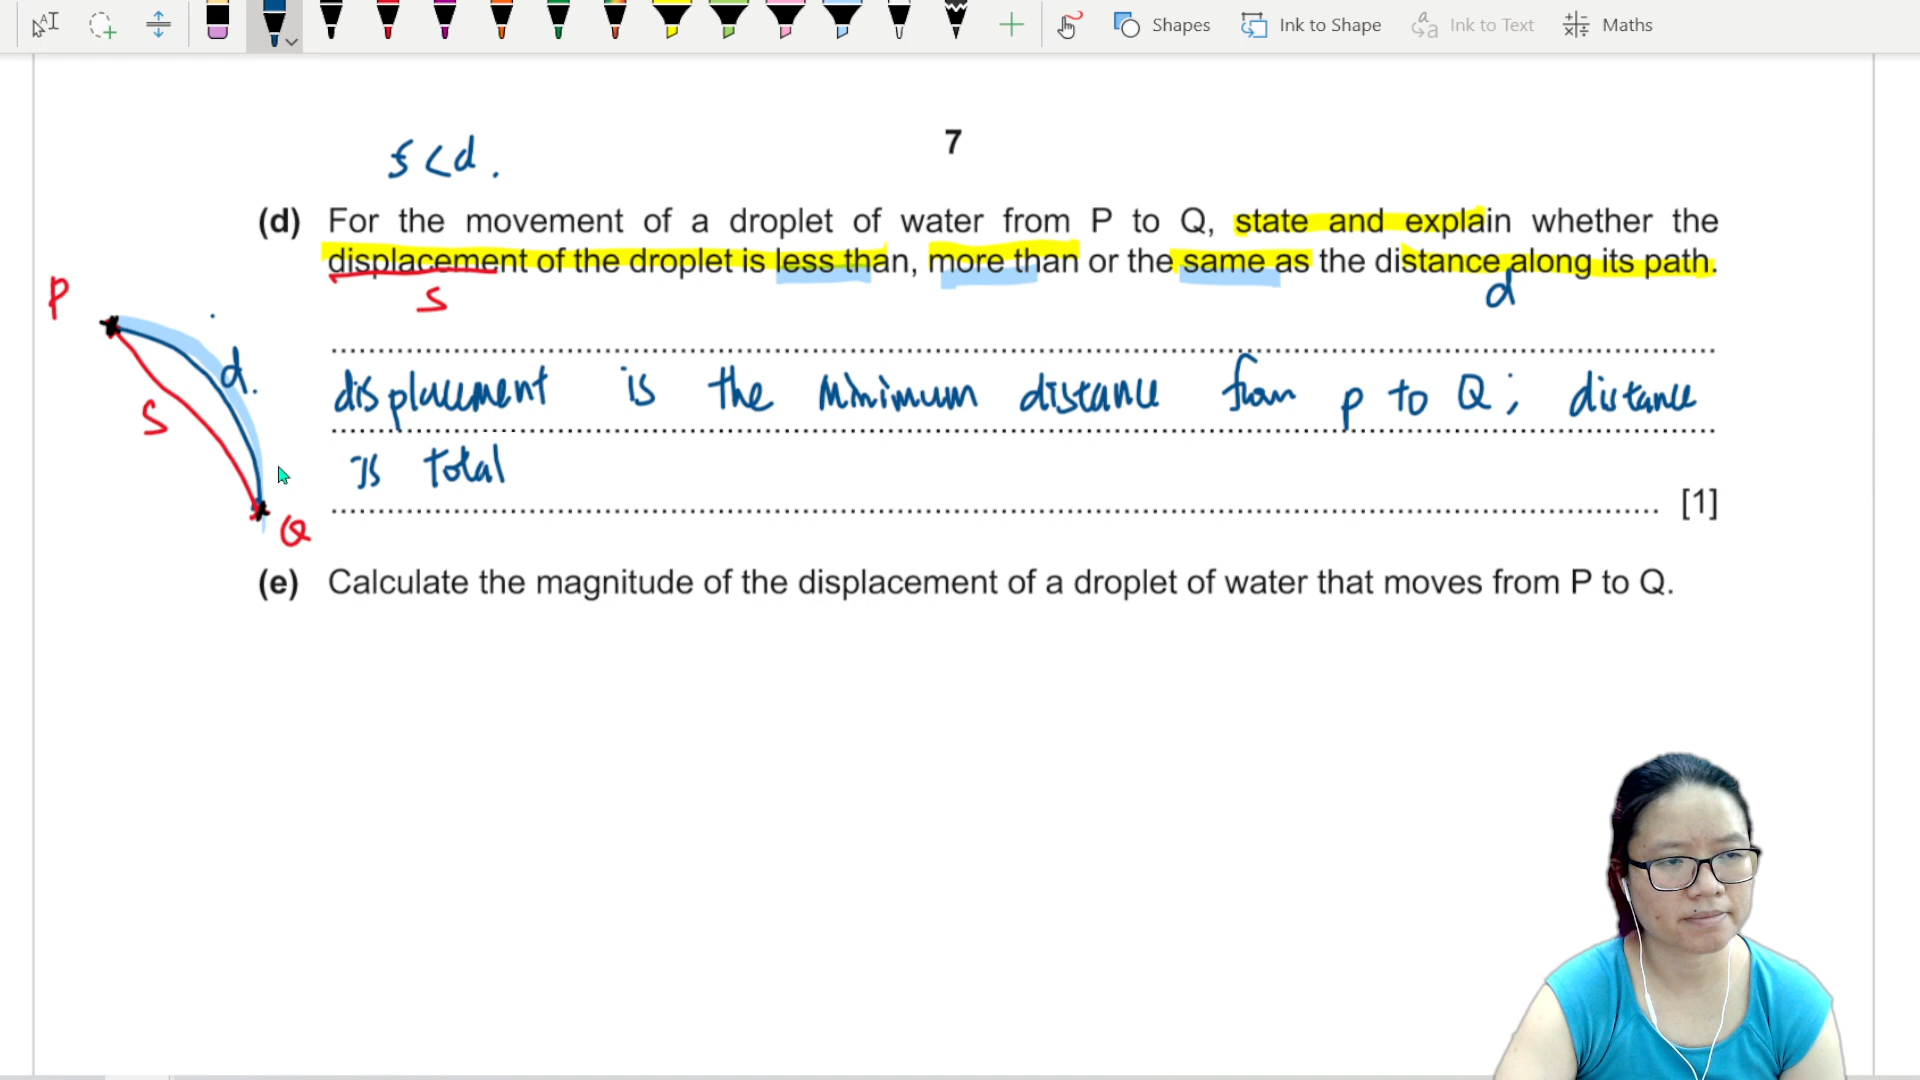 Shapes Ink to Shape Ink to Text Maths
7
s < d.
(d) For the movement of a droplet of water from P to Q, state and explain whether the
displacement of the droplet is less than, more than or the same as the distance along its path.
s
d
P
d.
s
Q
displacement is the minimum distance from P to Q; distance
is total
[1]
(e) Calculate the magnitude of the displacement of a droplet of water that moves from P to Q.